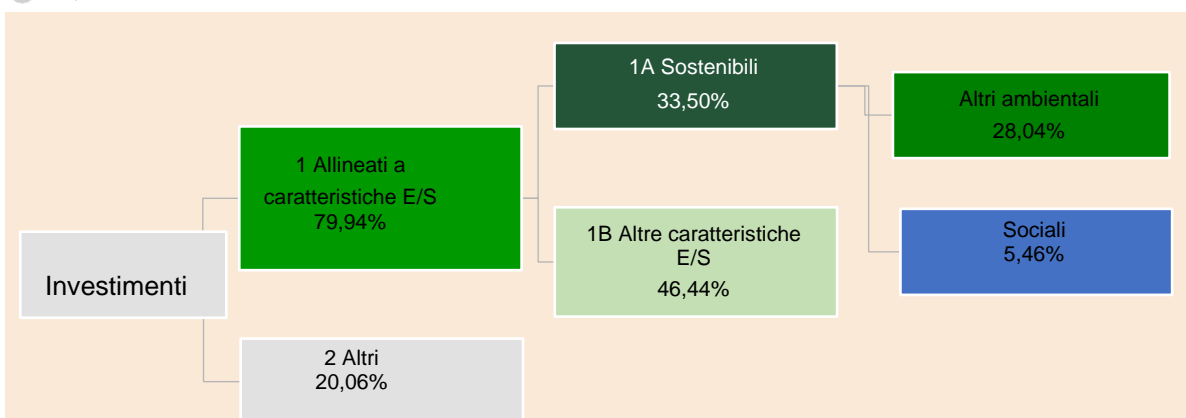 Investimenti
1 Allineati a
caratteristiche E/S
79,94%
2 Altri
20,06%
1A Sostenibili
33,50%
1B Altre caratteristiche
E/S
46,44%
Altri ambientali
28,04%
Sociali
5,46%